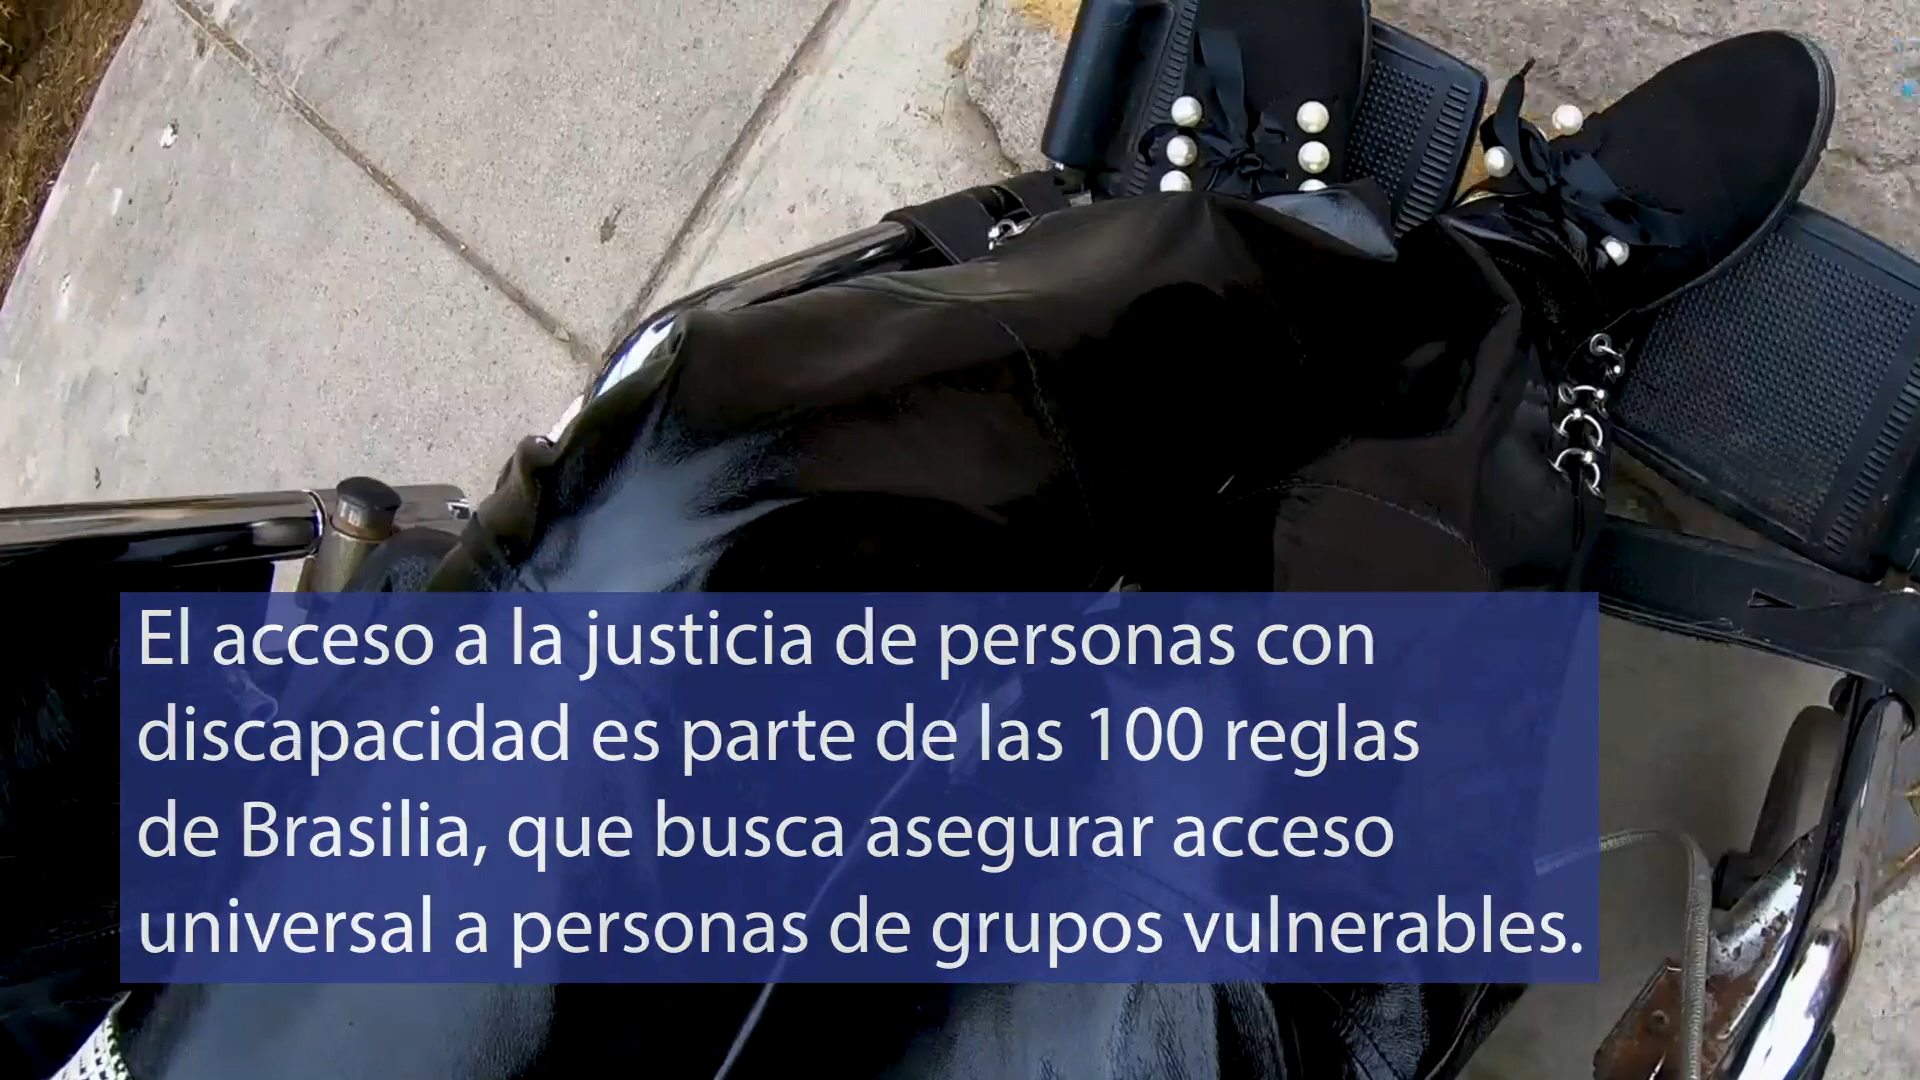 El acceso a la justicia de personas con
discapacidad es parte de las 100 reglas
de Brasilia, que busca asegurar acceso
universal a personas de grupos vulnerables.